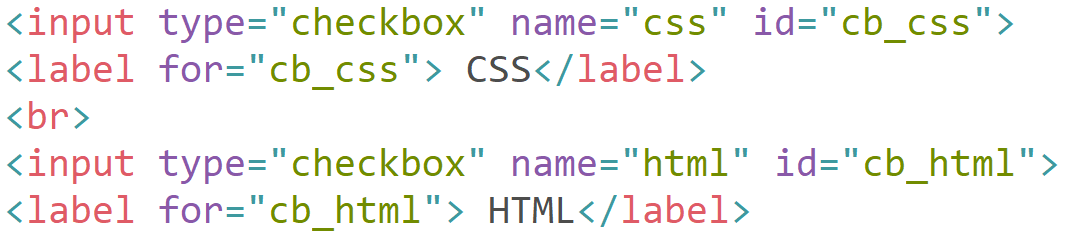 <input type="checkbox" name="css" id="cb_css">
<label for="cb_css"> CSS</label>
<br>
<input type="checkbox" name="html" id="cb_html">
<label for="cb_html"> HTML</label>